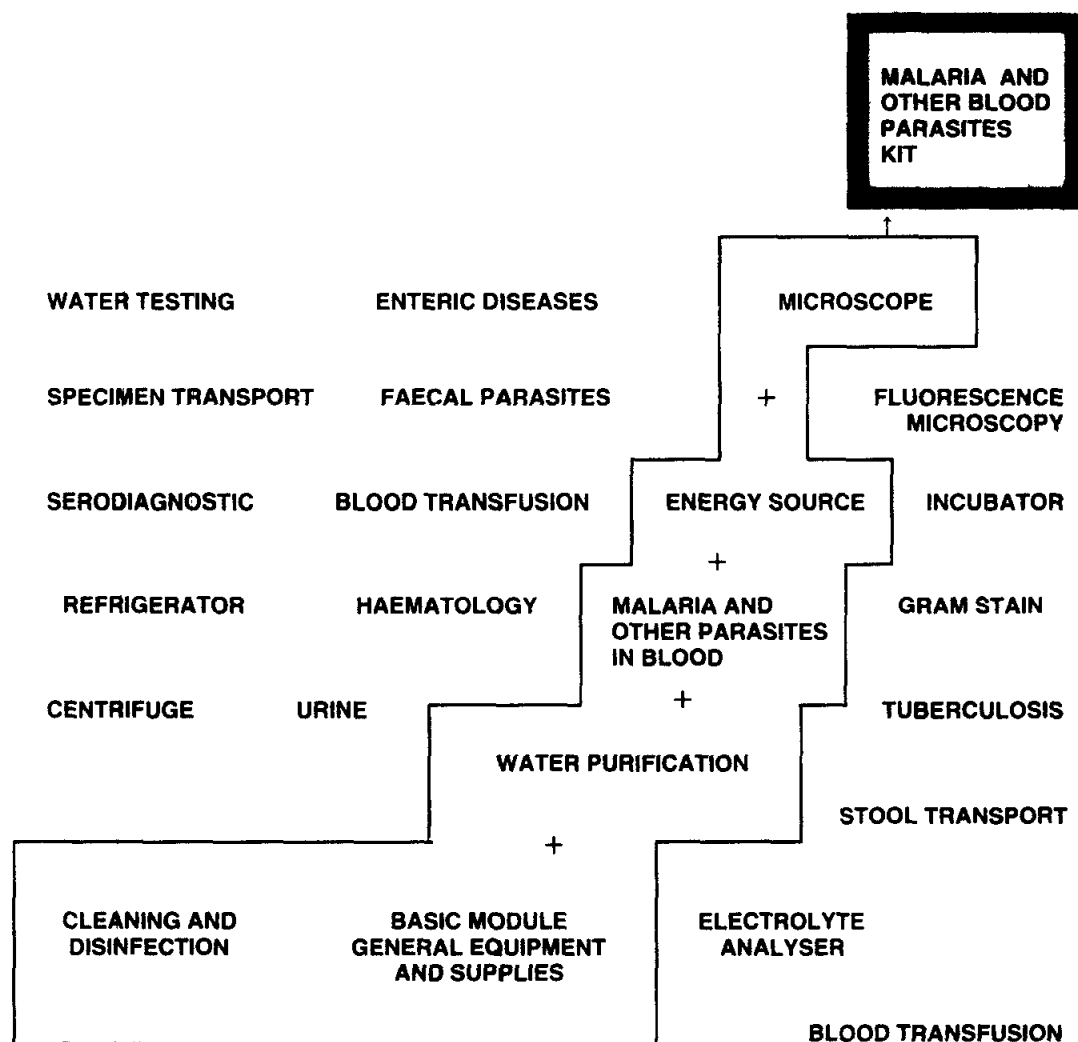 MALARIA AND
OTHER BLOOD
PARASITES
KIT
WATER TESTING ENTERIC DISEASES MICROSCOPE
SPECIMEN TRANSPORT FAECAL PARASITES + FLUORESCENCE
MICROSCOPY
SERODIAGNOSTIC BLOOD TRANSFUSION ENERGY SOURCE INCUBATOR
+
REFRIGERATOR HAEMATOLOGY MALARIA AND GRAM STAIN
OTHER PARASITES
IN BLOOD
+
CENTRIFUGE URINE TUBERCULOSIS
WATER PURIFICATION
STOOL TRANSPORT
+
CLEANING AND BASIC MODULE ELECTROLYTE
DISINFECTION GENERAL EQUIPMENT ANALYSER
AND SUPPLIES
BLOOD TRANSFUSION